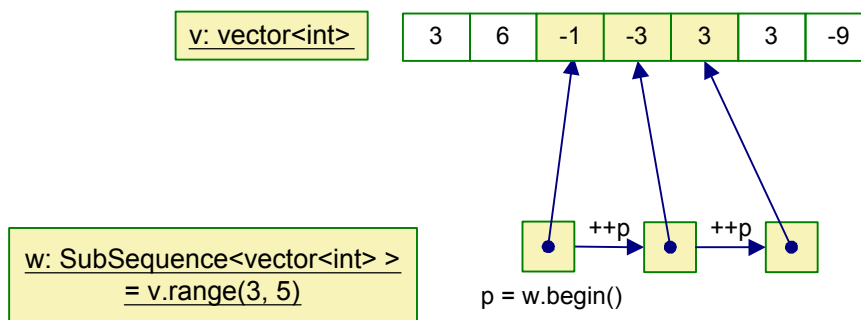 v: vector<int>
3 6 -1 -3 3 3 -9
++p ++p
w: SubSequence<vector<int> >
= v.range(3, 5)
p = w.begin()